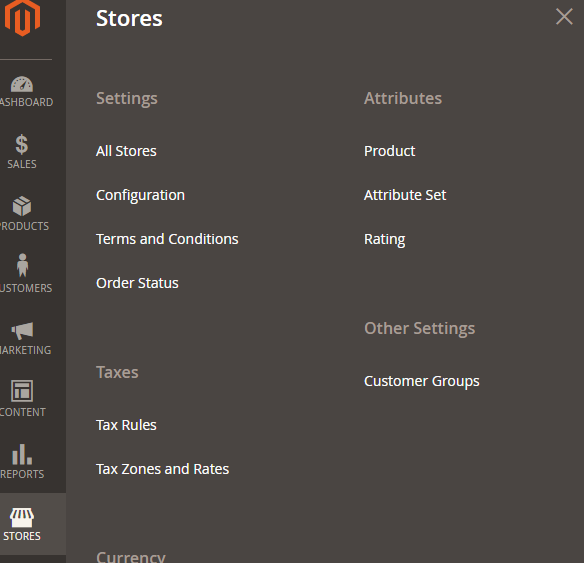 Stores
ASHBOARD
SALES
RODUCTS
USTOMERS
MARKETING
CONTENT
REPORTS
STORES
Settings
All Stores
Configuration
Terms and Conditions
Order Status
Taxes
Tax Rules
Tax Zones and Rates
Currency
Attributes
Product
Attribute Set
Rating
Other Settings
Customer Groups